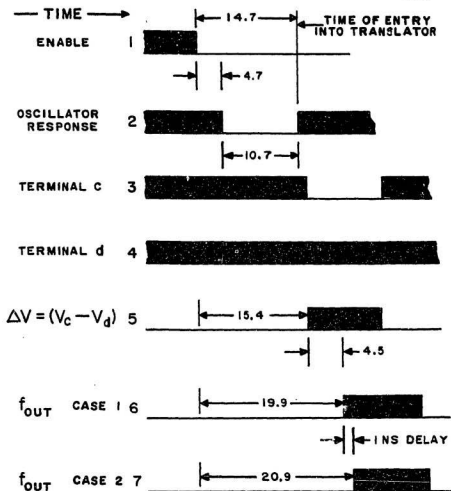 TIME
14.7
TIME OF ENTRY
INTO TRANSLATOR
ENABLE 1
4.7
OSCILLATOR
RESPONSE 2
10.7
TERMINAL C 3
TERMINAL d 4
ΔV = (Vc – Vd) 5
15.4
4.5
fOUT CASE 1 6
19.9
1 NS DELAY
fOUT CASE 2 7
20.9